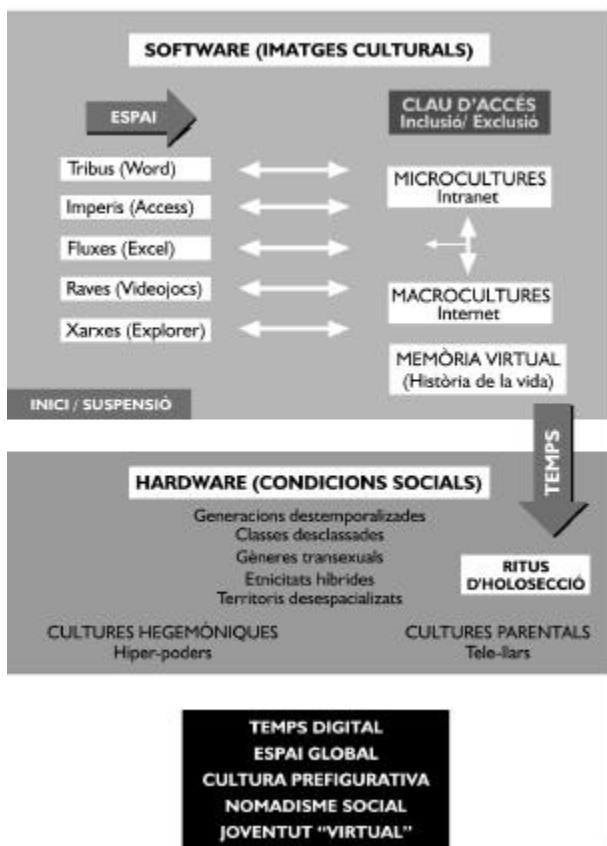 SOFTWARE (IMATGES CULTURALS)
ESPAI
CLAU D'ACCÉS
Inclusió/ Exclusió
Tribus (Word)
Imperis (Access)
Fluxes (Excel)
Raves (Videojocs)
Xarxes (Explorer)
MICROCULTURES
Intranet
MACROCULTURES
Internet
MEMÒRIA VIRTUAL
(Història de la vida)
INICI / SUSPENSIÓ
TEMPS
HARDWARE (CONDICIONS SOCIALS)
Generacions destemporalizades
Classes desclassades
Gèneres transexuals
Etnicitats híbrides
Territoris desespacializats
RITUS
D'HOLOSECCIÓ
CULTURES HEGEMÒNIQUES
Hiper-poders
CULTURES PARENTALS
Tele-llars
TEMPS DIGITAL
ESPAI GLOBAL
CULTURA PREFIGURATIVA
NOMADISME SOCIAL
JOVENTUT "VIRTUAL"